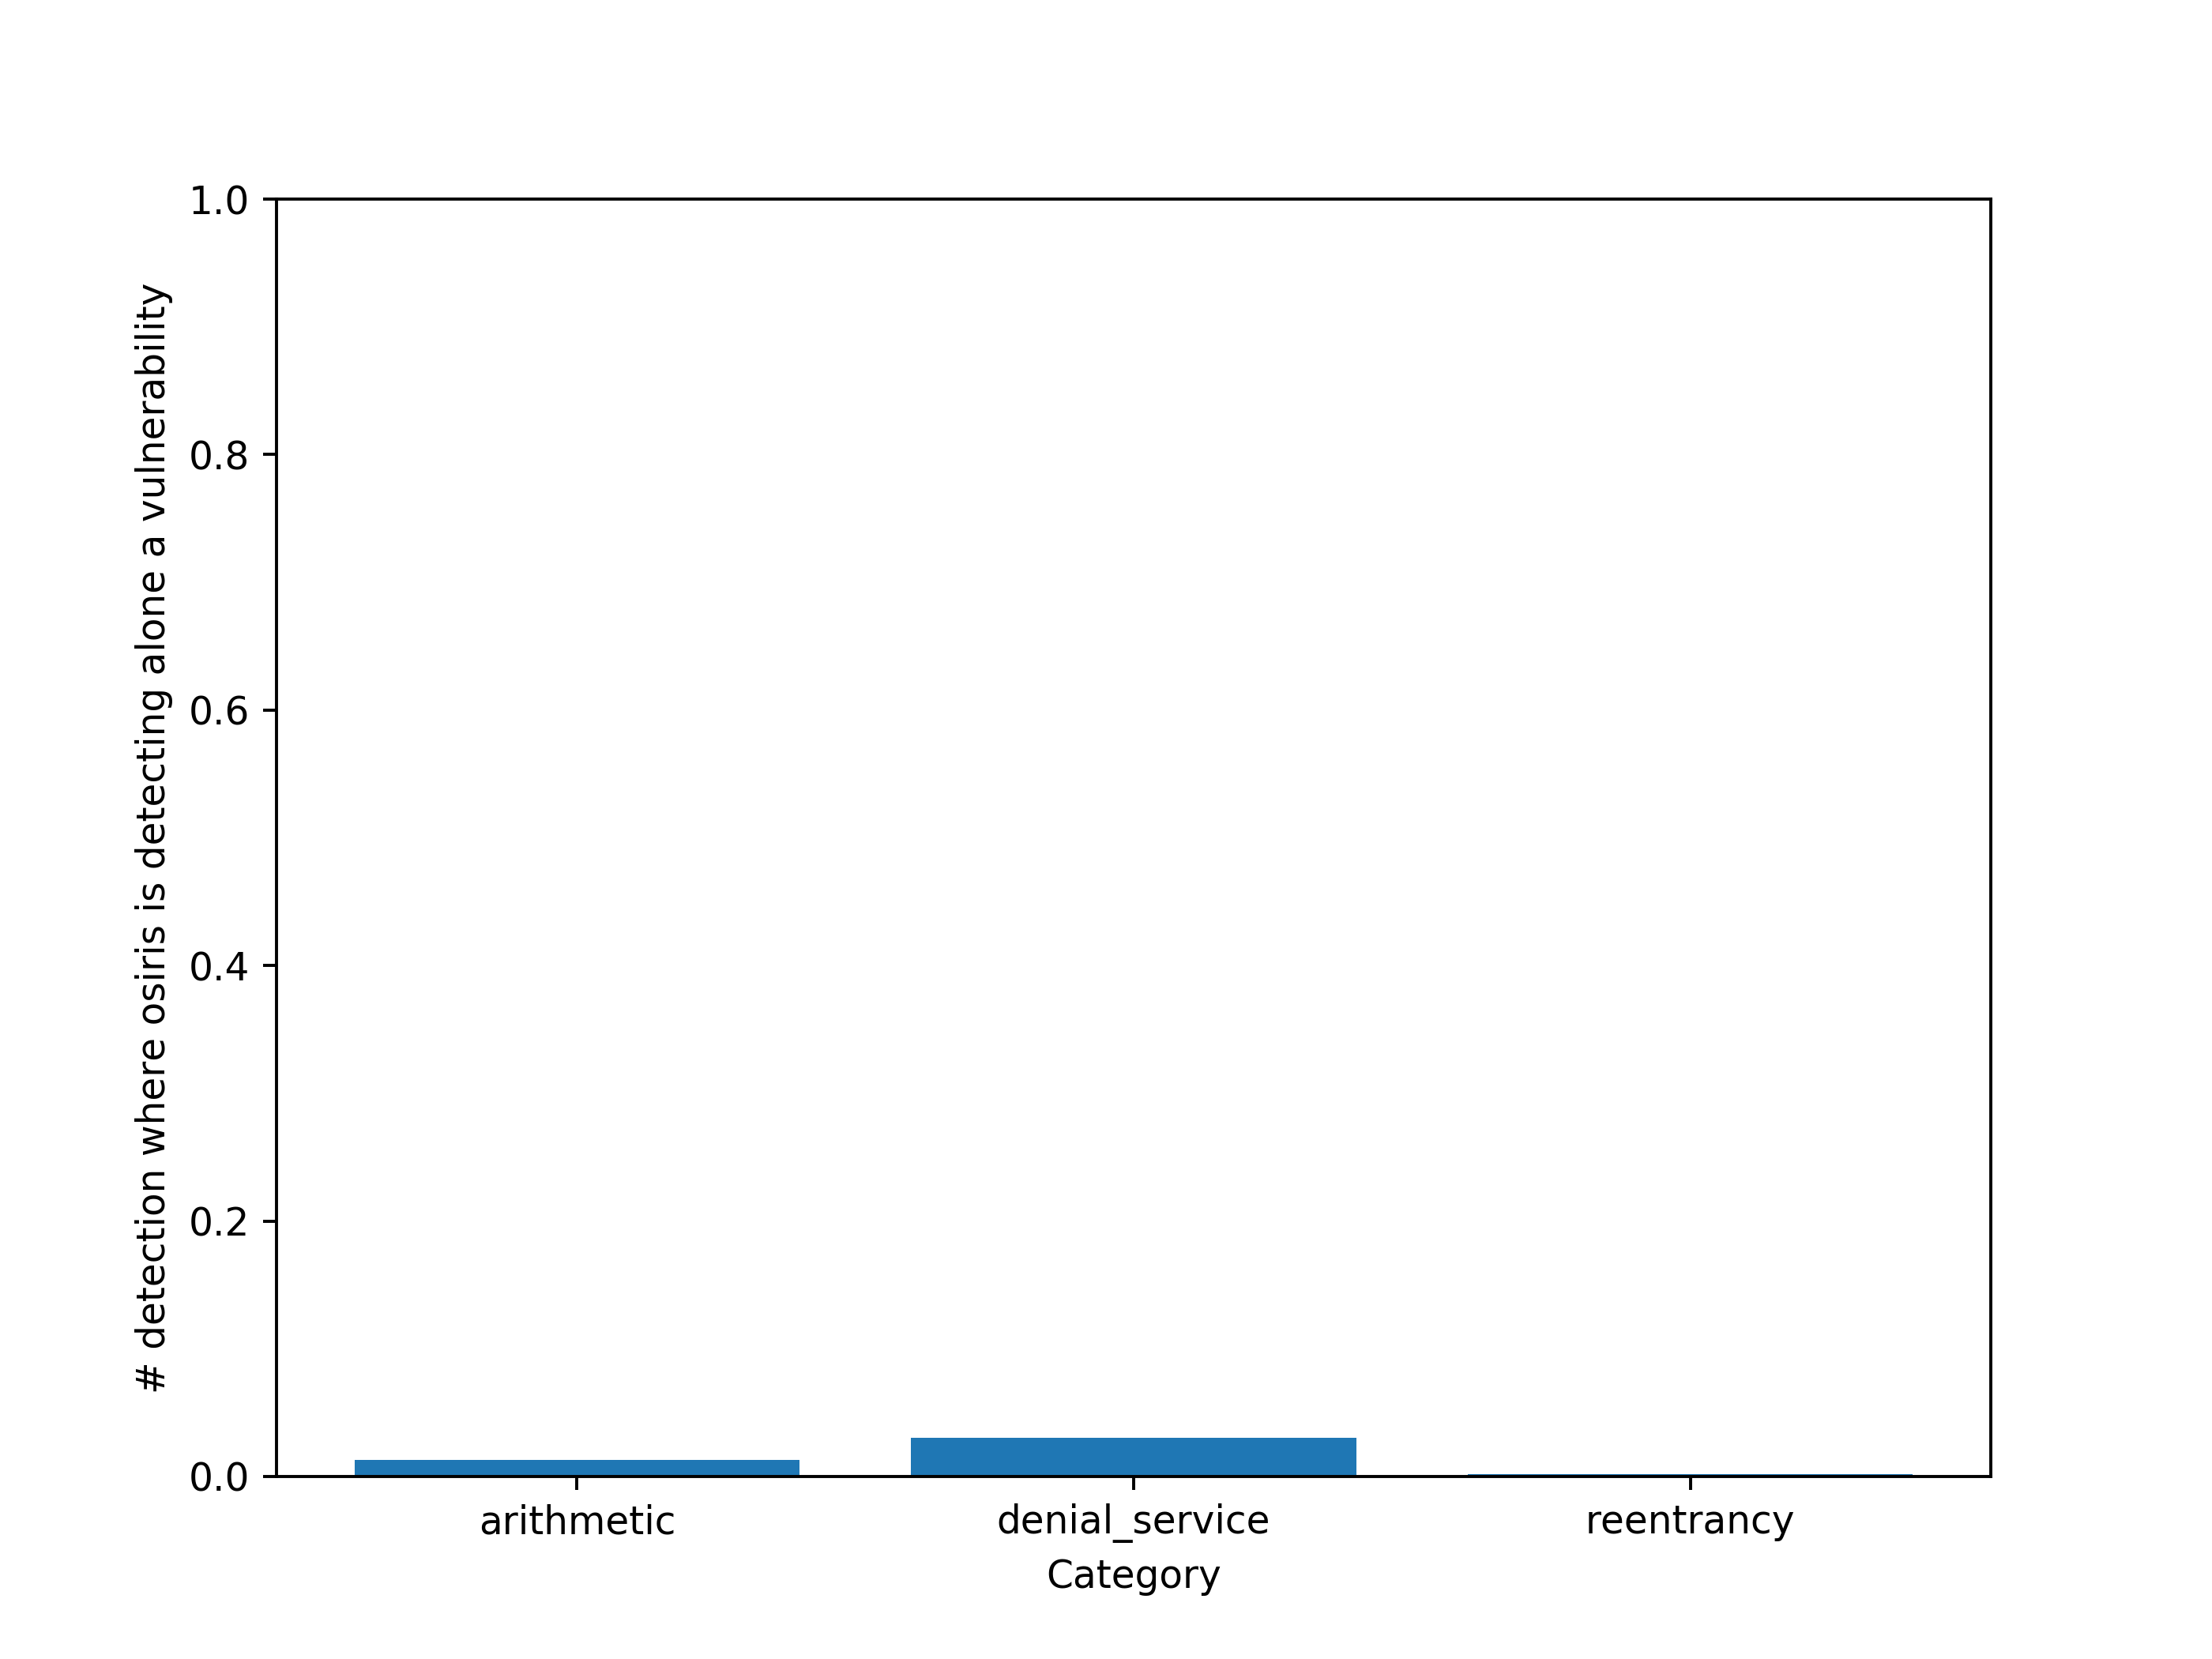 1.0
0.8
0.6
0.4
0.2
0.0
# detection where osiris is detecting alone a vulnerability
arithmetic
denial_service
reentrancy
Category